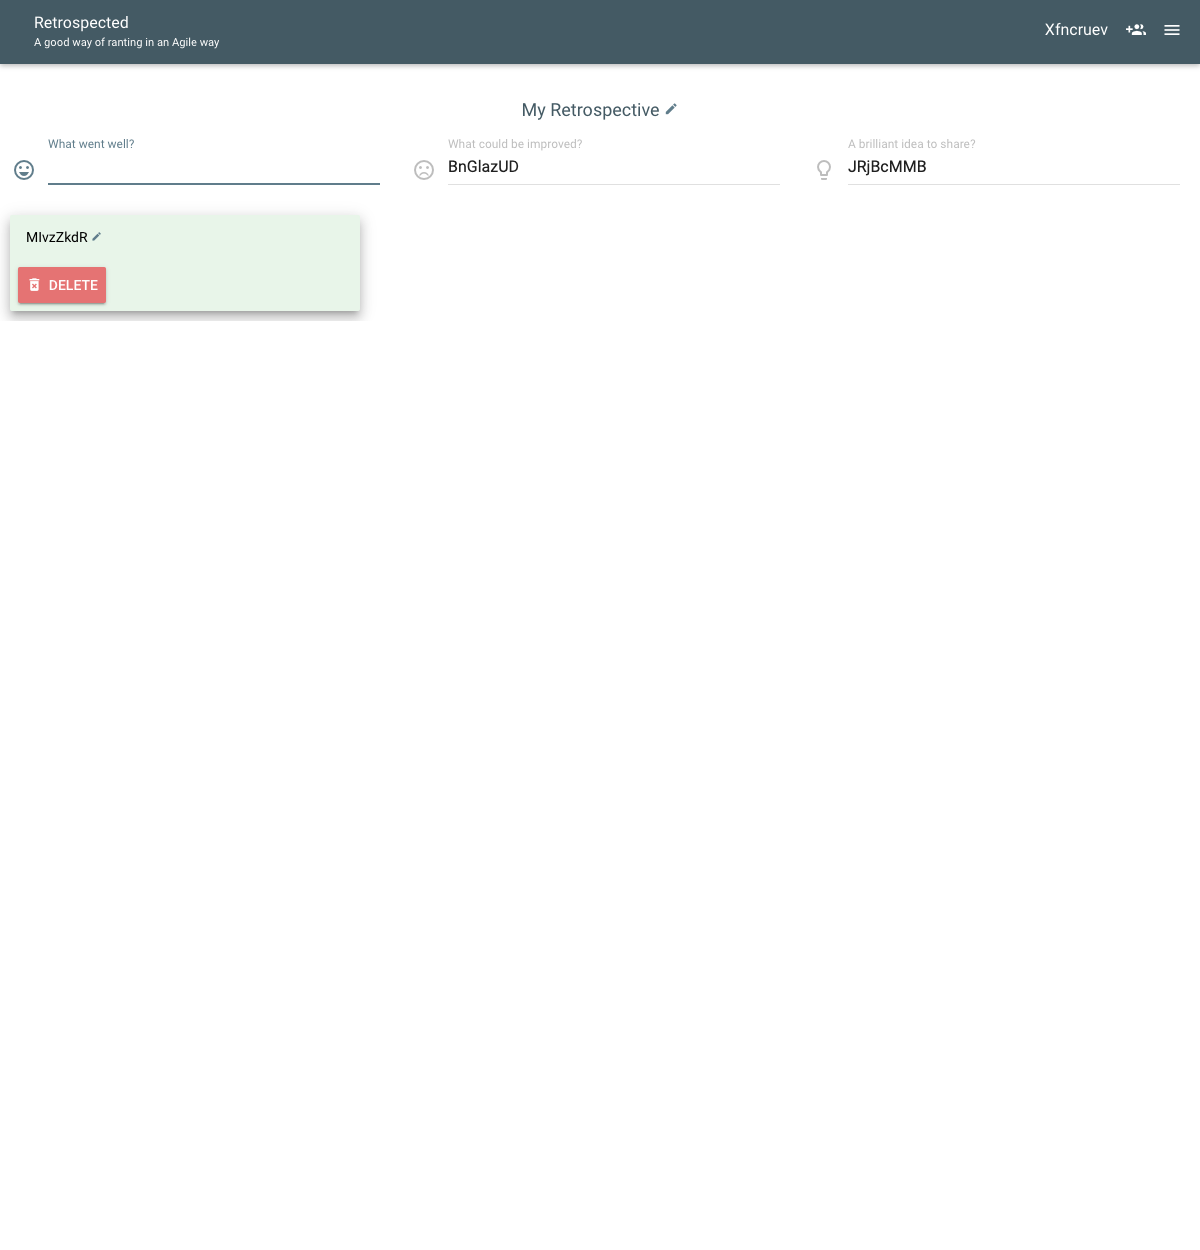 Retrospected
A good way of ranting in an Agile way
Xfncruev
My Retrospective
What went well?
What could be improved?
BnGlazUD
A brilliant idea to share?
JRjBcMMB
MIvzZkdR
DELETE